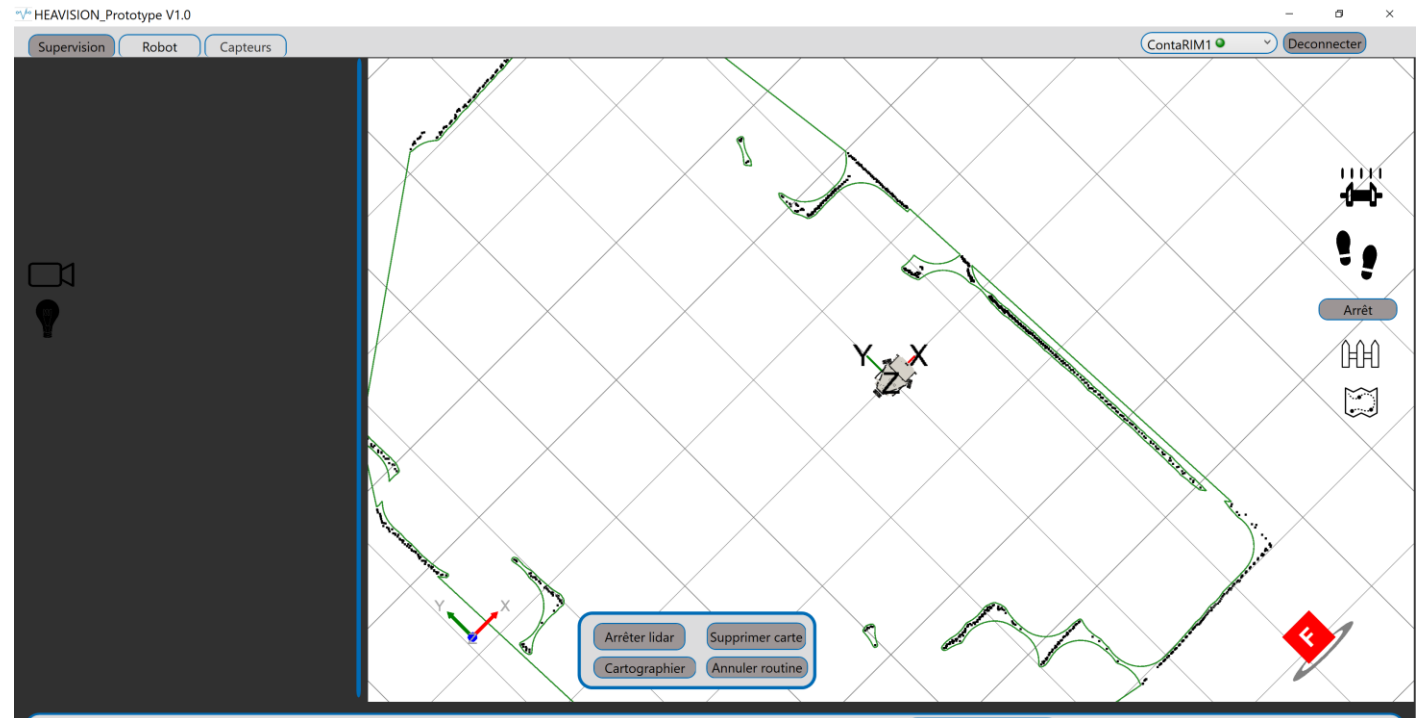 HEAVISION_Prototype V1.0
Supervision Robot Capteurs ContaRIM1 Deconnecter
Arrêt
Y X
Z
Y X
Arrêter lidar Supprimer carte
Cartographier Annuler routine
F